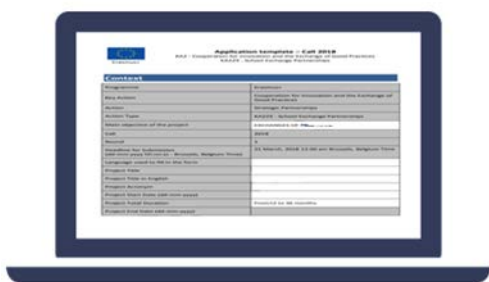 Application template – Call 2018
KA2 - Cooperation for Innovation and the Exchange of Good Practices
KA229 - School Exchange Partnerships
Erasmus+
Context
Programme Erasmus+
Key Action Cooperation for Innovation and the Exchange of
Good Practices
Action Strategic Partnerships
Action Type KA229 - School Exchange Partnerships
Main objective of the project
Call 2018
Round 1
Deadline for Submission 21 March, 2018 12:00 am Brussels, Belgium Time
(dd-mm-yyyy hh:mm:ss - Brussels, Belgium Time)
Language used to fill in the form
Project Title
Project Title in English
Project Acronym
Project Start Date (dd-mm-yyyy)
Project Total Duration From12 to 36 months
Project End Date (dd-mm-yyyy)